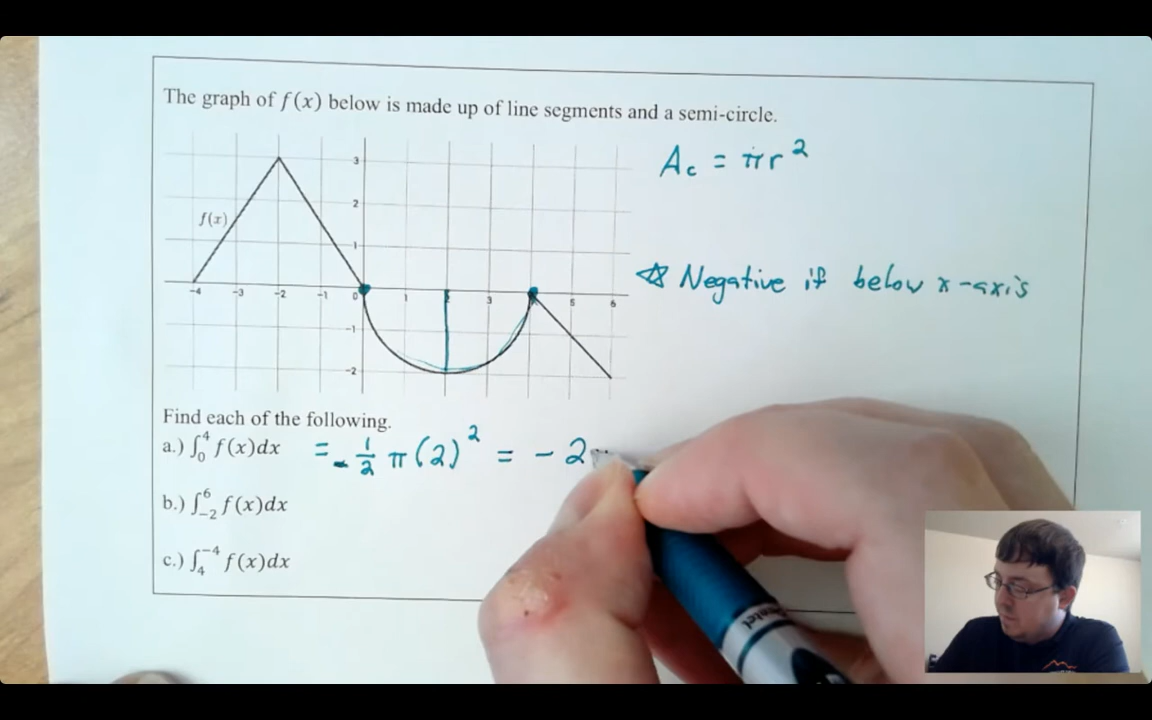 The graph of f(x) below is made up of line segments and a semi-circle.
A_c = πr²
3
2
f(x)
1
☆ Negative if below x-axis
-4 -3 -2 -1 0 1 3 5 6
-1
-2
Find each of the following.
a.) ∫₀⁴ f(x)dx = -½ π(2)² = -2
b.) ∫₋₂⁶ f(x)dx
c.) ∫₄⁻⁴ f(x)dx